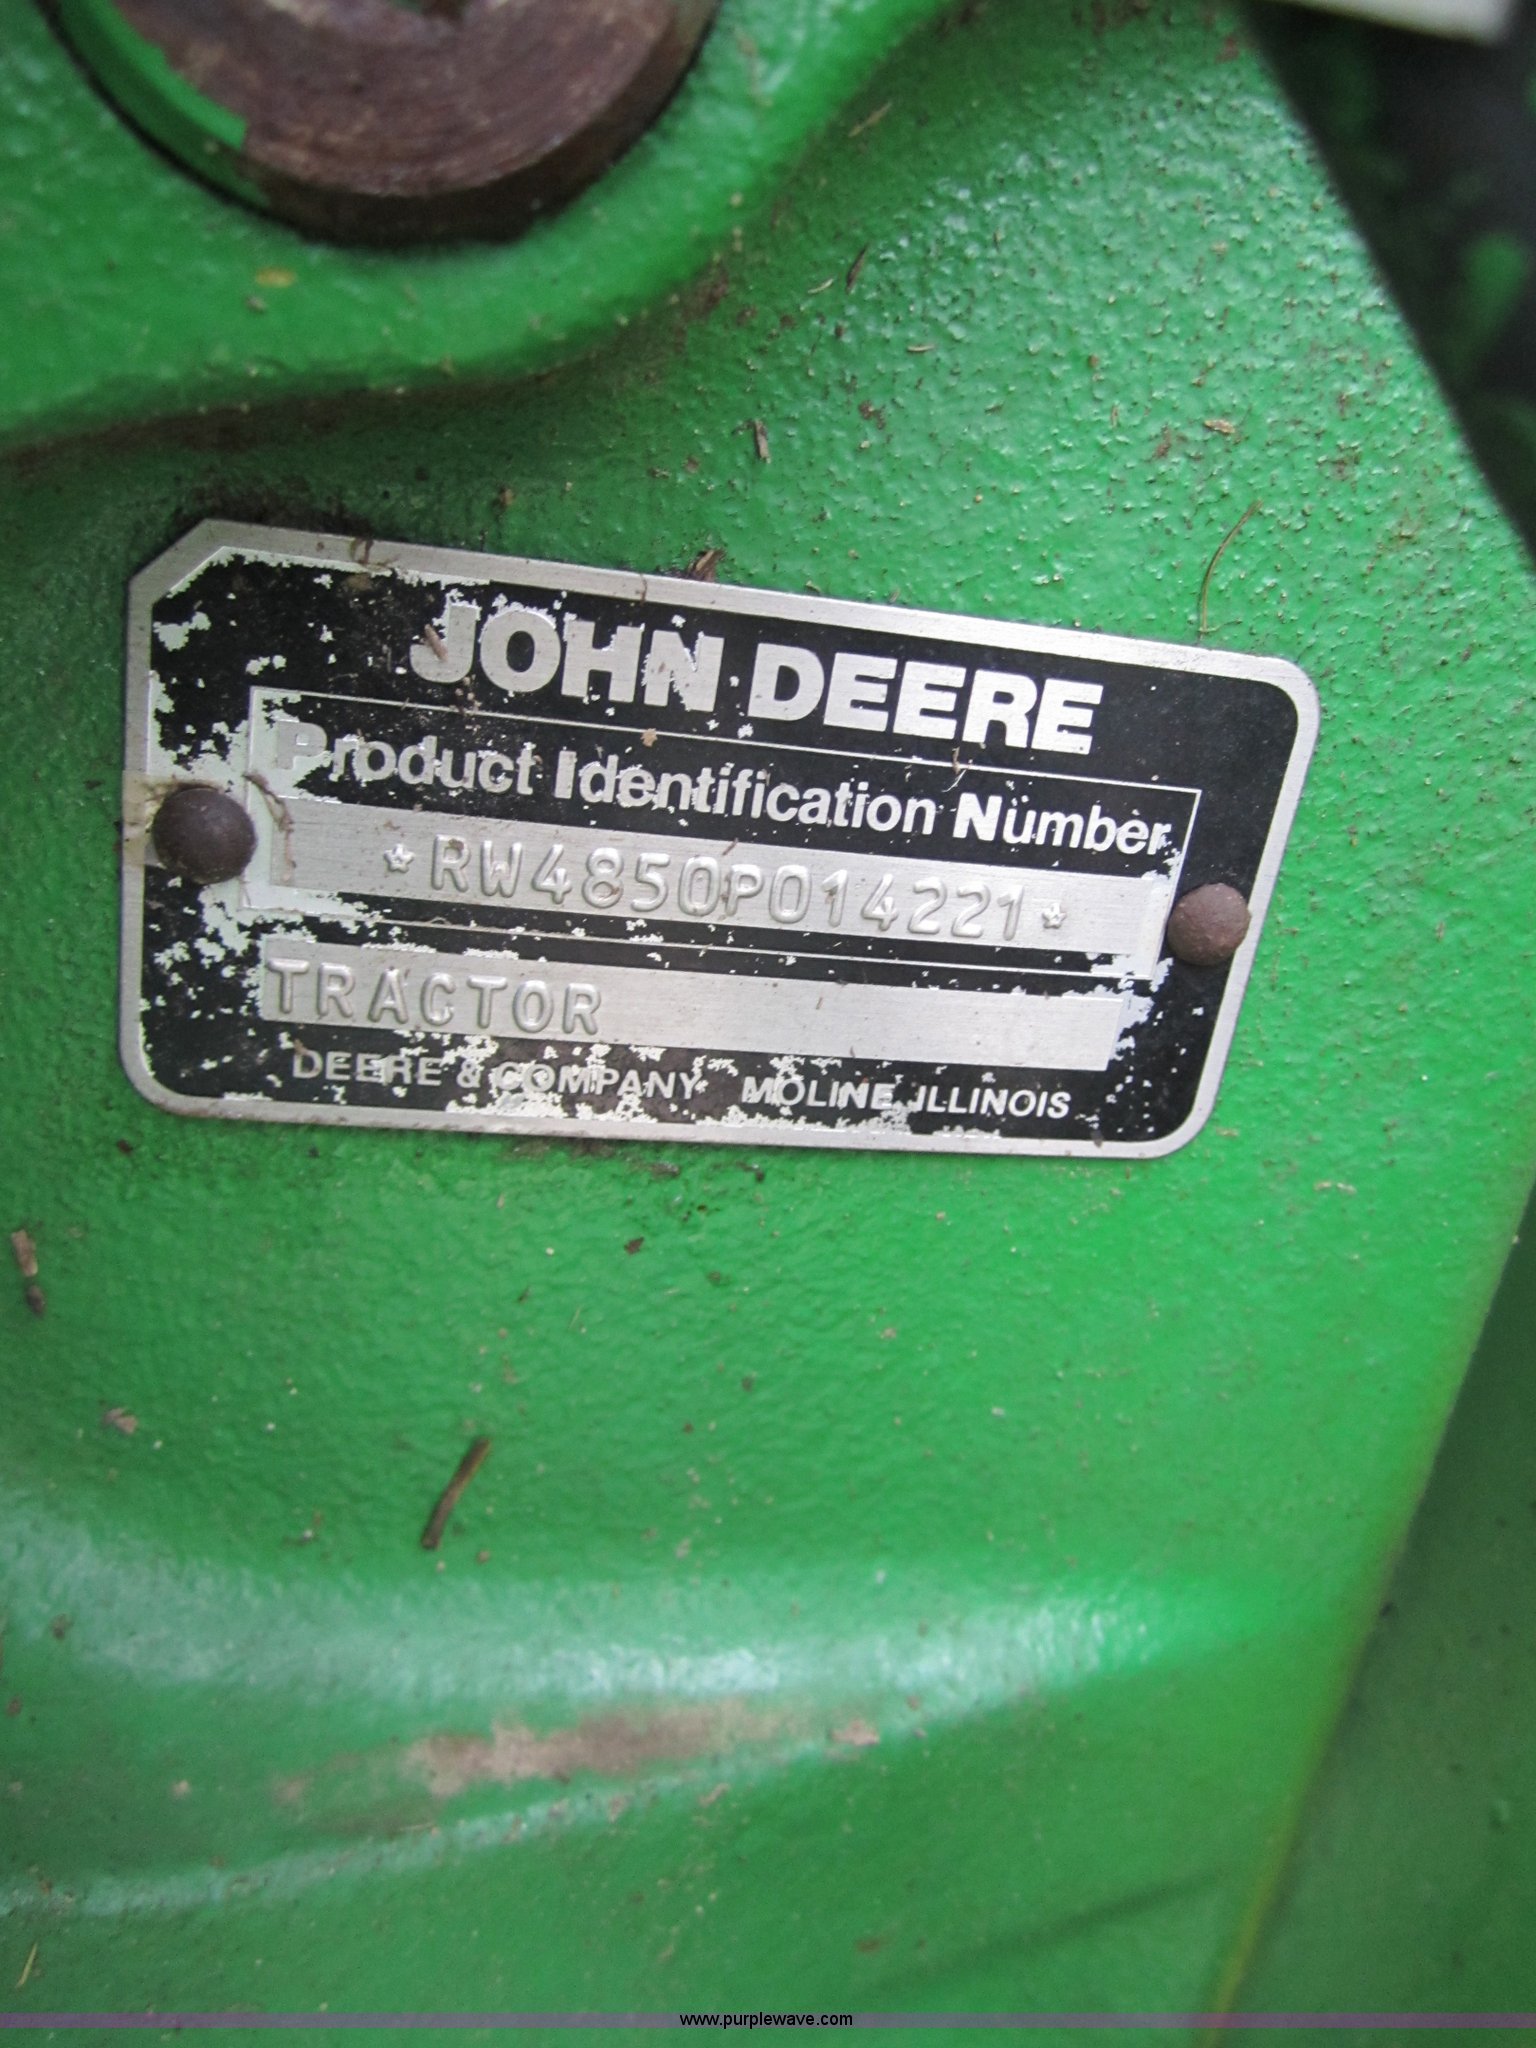 JOHN DEERE
Product Identification Number
*RW4850P014221*
TRACTOR
DEERE & COMPANY MOLINE ILLINOIS
www.purplewave.com